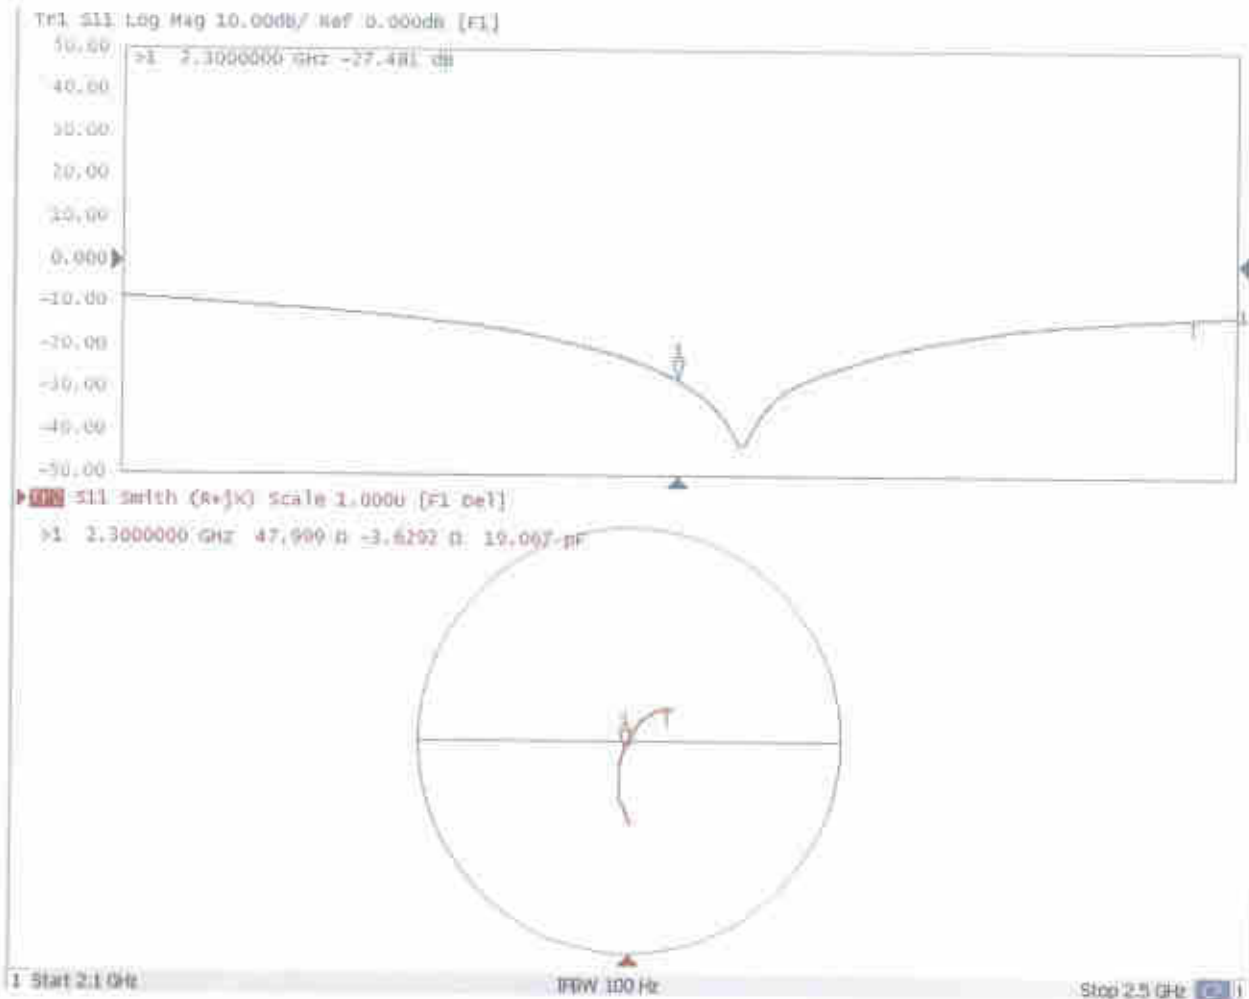 Tr1 S11 Log Mag 10.00dB/ Ref 0.000dB [F1]
50.00
>1 2.3000000 GHz -27.481 dB
40.00
30.00
20.00
10.00
0.000
-10.00
-20.00
-30.00
-40.00
-50.00
1
1
S11 Smith (R+jX) Scale 1.000U [F1 Del]
>1 2.3000000 GHz 47.999 Ω -3.6292 Ω 19.067 pF
1
1 Start 2.1 GHz
IFBW 100 Hz
Stop 2.5 GHz